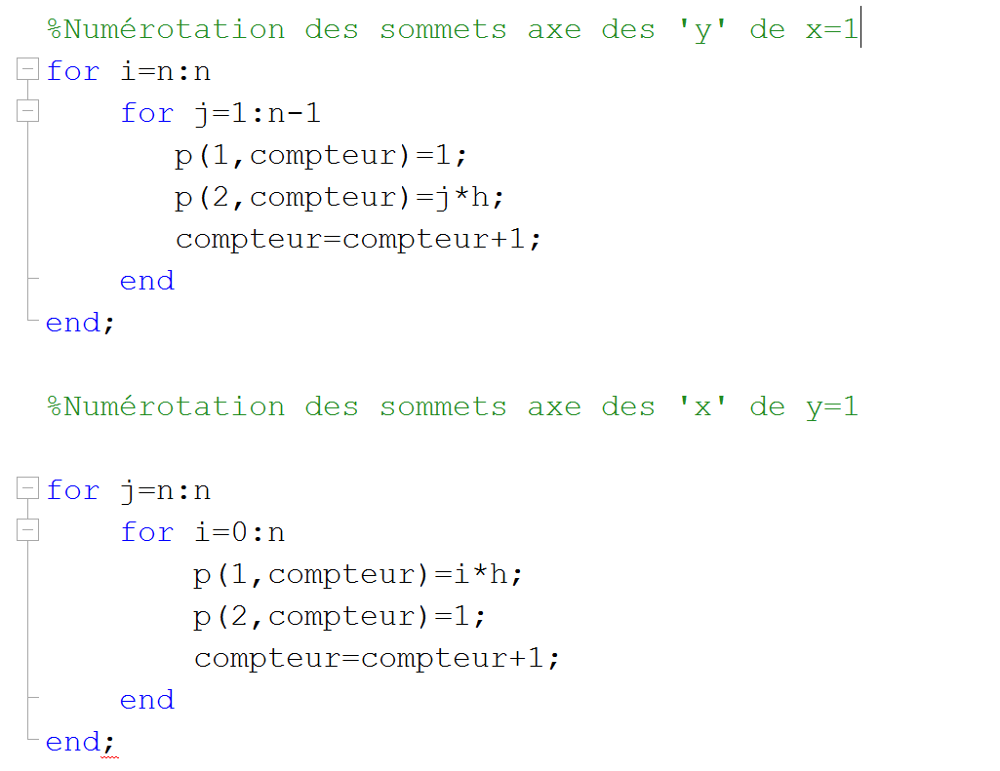 %Numérotation des sommets axe des 'y' de x=1
for i=n:n
for j=1:n-1
p(1,compteur)=1;
p(2,compteur)=j*h;
compteur=compteur+1;
end
end;
%Numérotation des sommets axe des 'x' de y=1
for j=n:n
for i=0:n
p(1,compteur)=i*h;
p(2,compteur)=1;
compteur=compteur+1;
end
end;